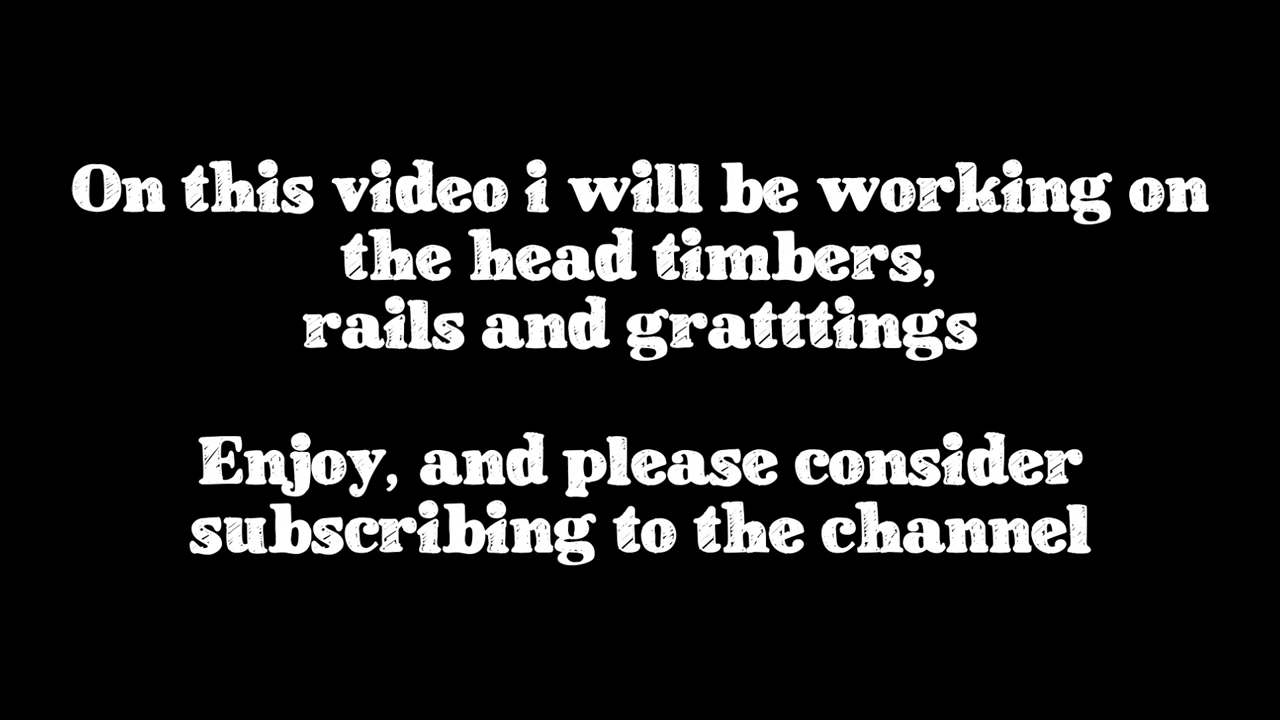 On this video i will be working on
the head timbers,
rails and gratttings
Enjoy, and please consider
subscribing to the channel